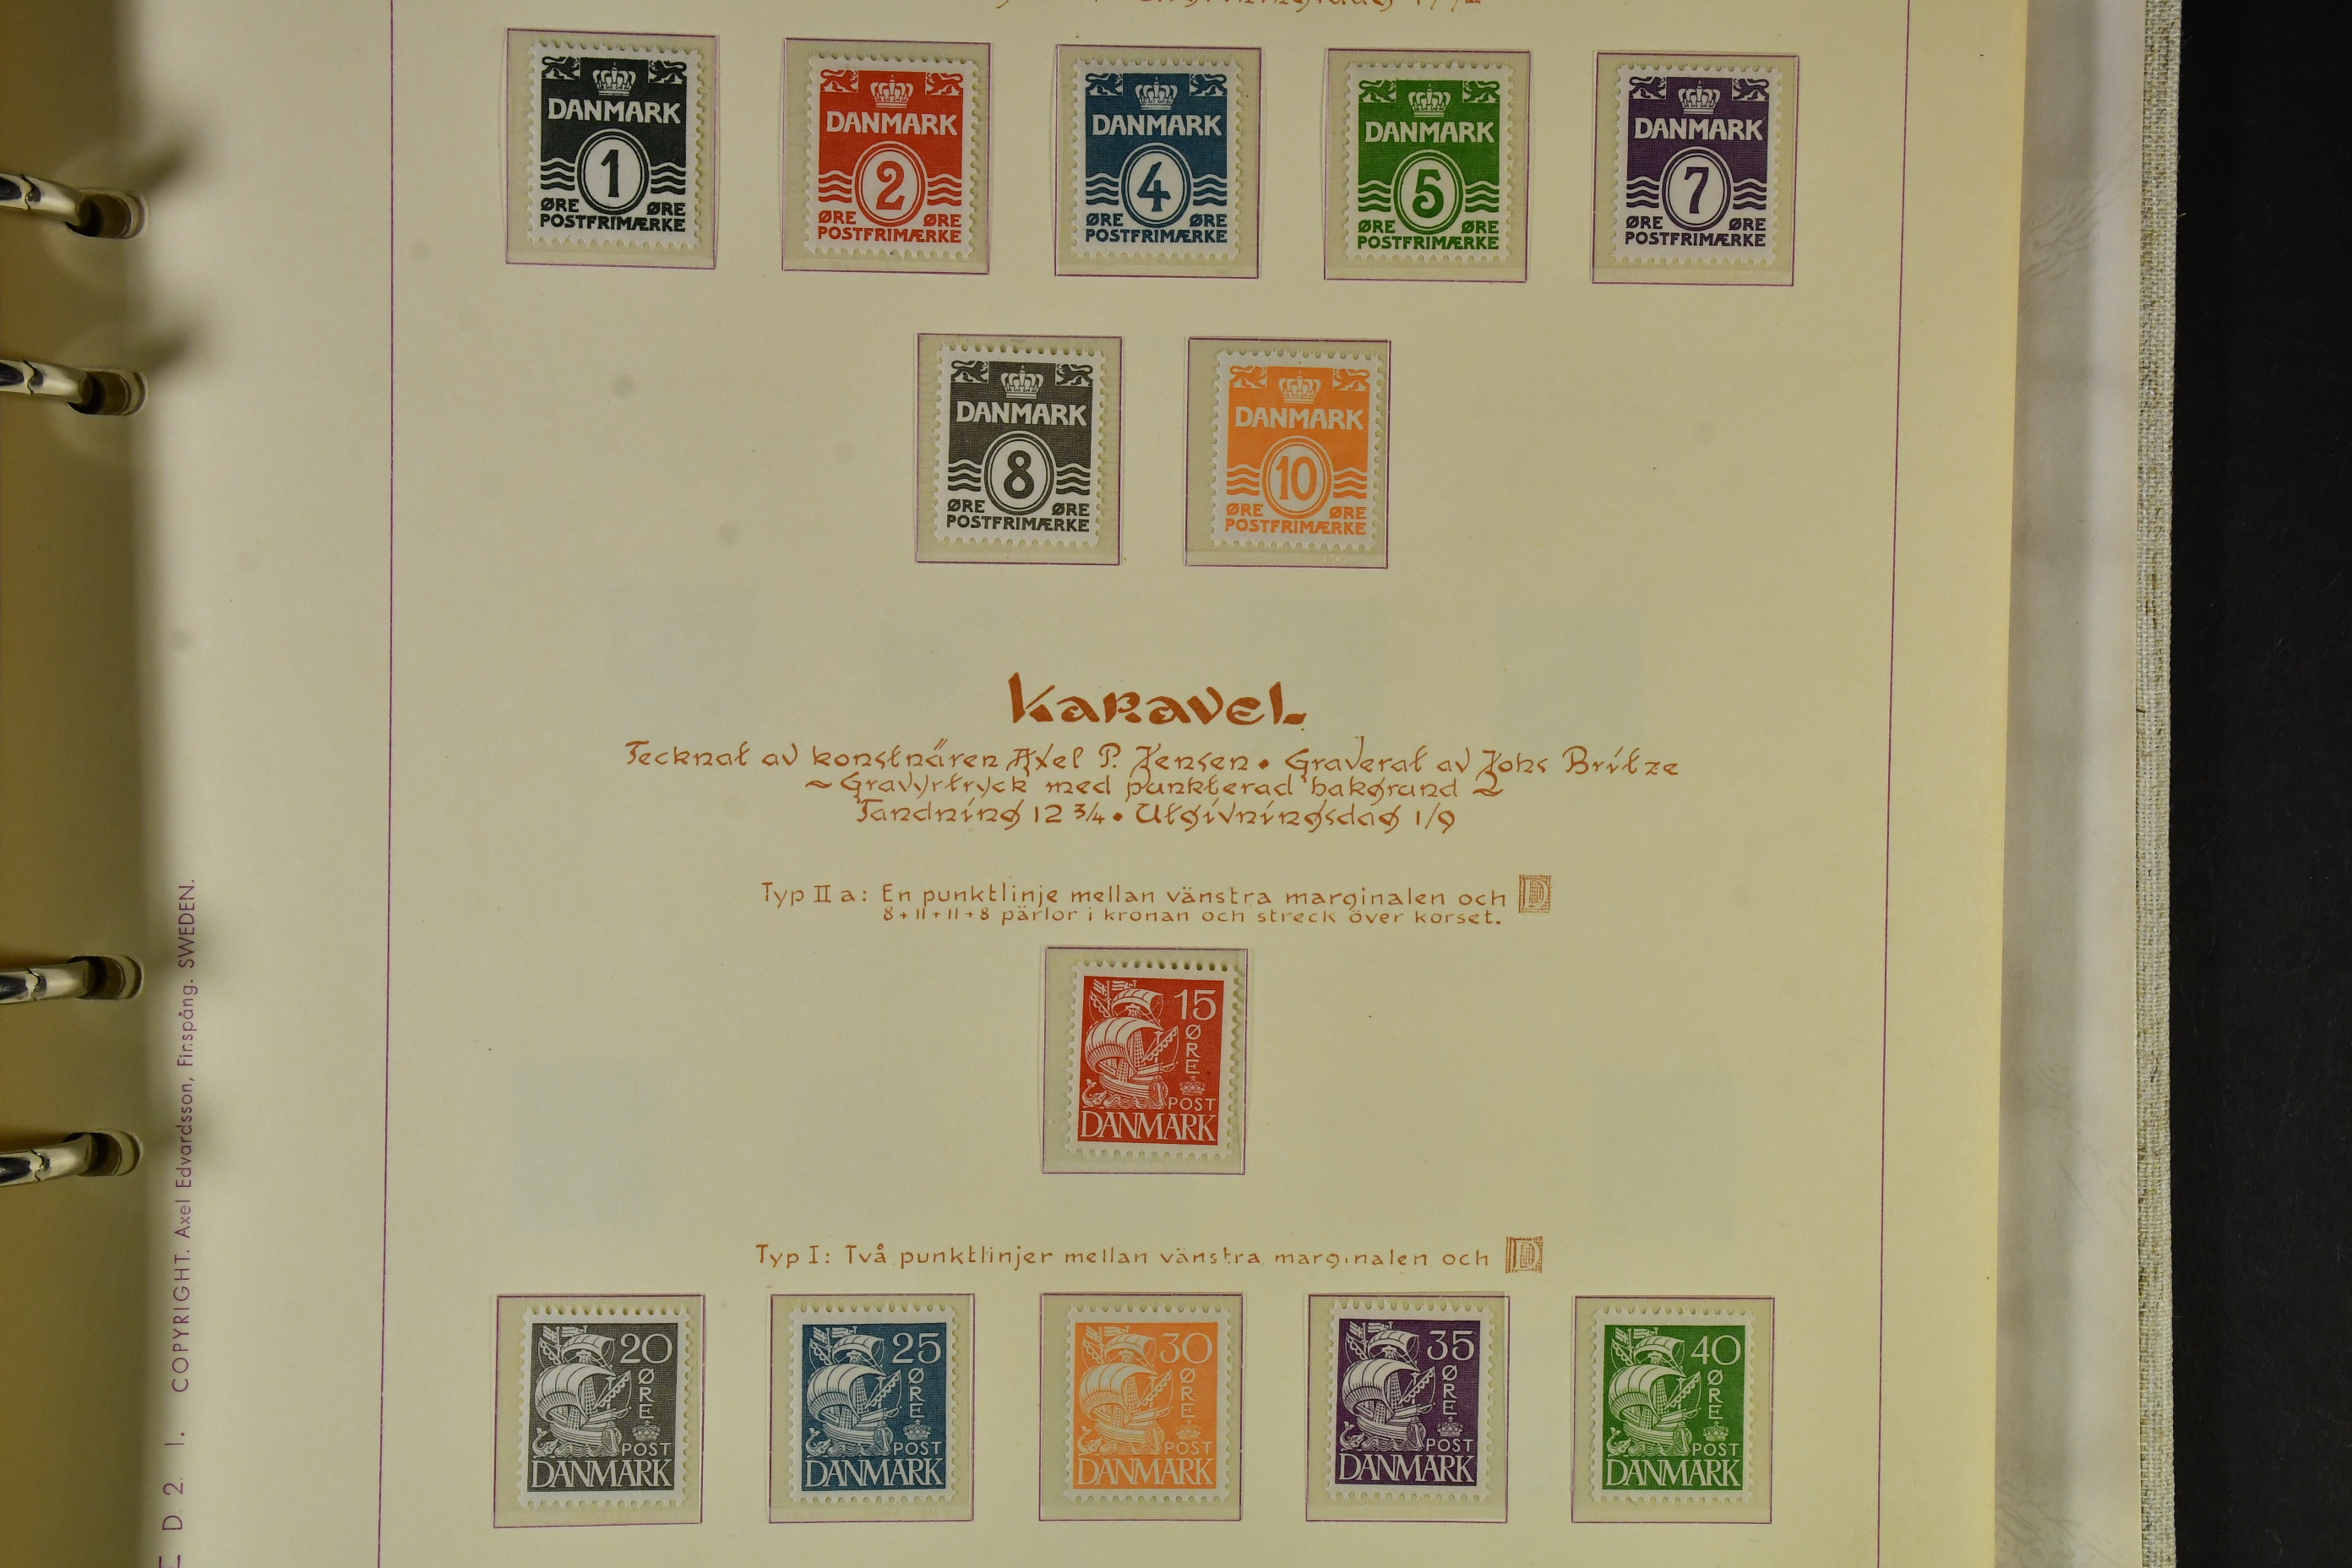 DANMARK
1
ØRE ØRE
POSTFRIMÆRKE
DANMARK
2
ØRE ØRE
POSTFRIMÆRKE
DANMARK
4
ØRE ØRE
POSTFRIMÆRKE
DANMARK
5
ØRE ØRE
POSTFRIMÆRKE
DANMARK
7
ØRE ØRE
POSTFRIMÆRKE
DANMARK
8
ØRE ØRE
POSTFRIMÆRKE
DANMARK
10
ØRE ØRE
POSTFRIMÆRKE
Karavel
Tecknat av konstnären Axel P. Jensen • Graverat av Johs Britze
~ Gravyrtryck med punkterad bakgrund ~
Tandning 12 3/4 • Utgivningsdag 1/9
Typ II a: En punktlinje mellan vänstra marginalen och D
8+11+11+8 pärlor i kronan och streck över korset.
15
ØRE
POST
DANMARK
Typ I: Två punktlinjer mellan vänstra marginalen och D
20
ØRE
POST
DANMARK
25
ØRE
POST
DANMARK
30
ØRE
POST
DANMARK
35
ØRE
POST
DANMARK
40
ØRE
POST
DANMARK
D 2 1. COPYRIGHT. Axel Edvardsson, Finspång. SWEDEN.